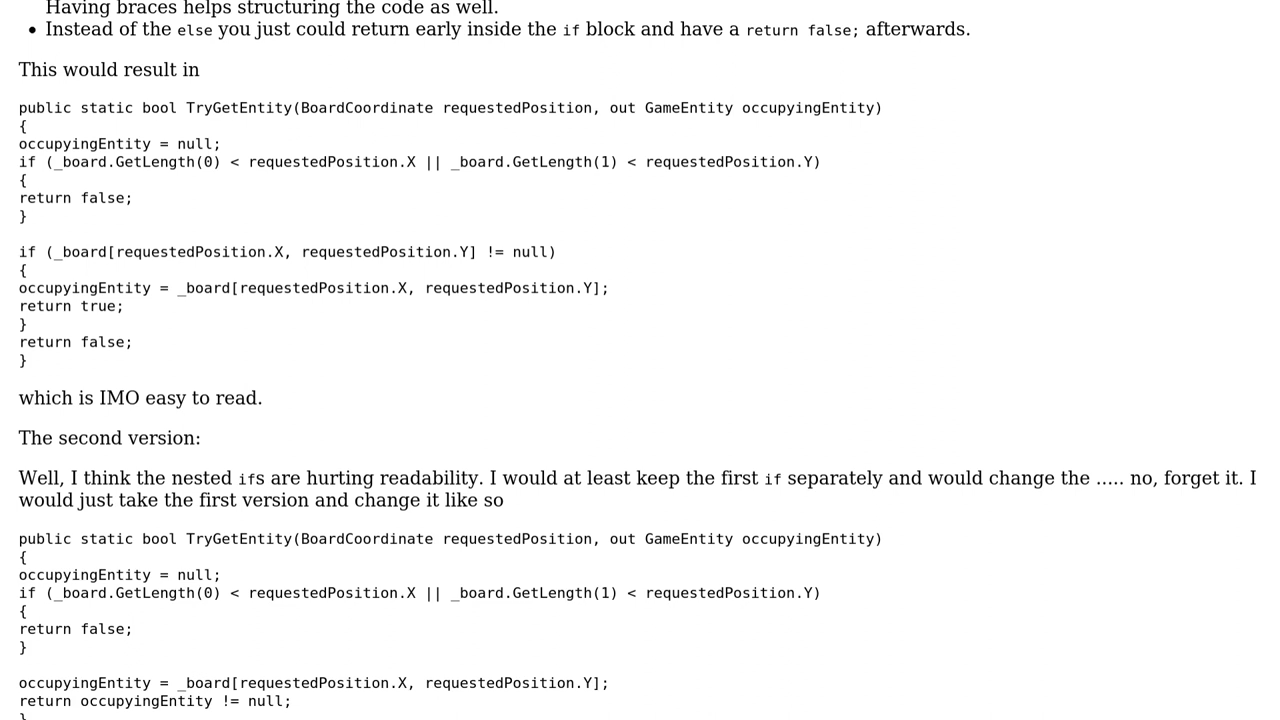 Having braces helps structuring the code as well.
• Instead of the else you just could return early inside the if block and have a return false; afterwards.
This would result in
public static bool TryGetEntity(BoardCoordinate requestedPosition, out GameEntity occupyingEntity)
{
occupyingEntity = null;
if (_board.GetLength(0) < requestedPosition.X || _board.GetLength(1) < requestedPosition.Y)
{
return false;
}
if (_board[requestedPosition.X, requestedPosition.Y] != null)
{
occupyingEntity = _board[requestedPosition.X, requestedPosition.Y];
return true;
}
return false;
}
which is IMO easy to read.
The second version:
Well, I think the nested ifs are hurting readability. I would at least keep the first if separately and would change the ..... no, forget it. I
would just take the first version and change it like so
public static bool TryGetEntity(BoardCoordinate requestedPosition, out GameEntity occupyingEntity)
{
occupyingEntity = null;
if (_board.GetLength(0) < requestedPosition.X || _board.GetLength(1) < requestedPosition.Y)
{
return false;
}
occupyingEntity = _board[requestedPosition.X, requestedPosition.Y];
return occupyingEntity != null;
}